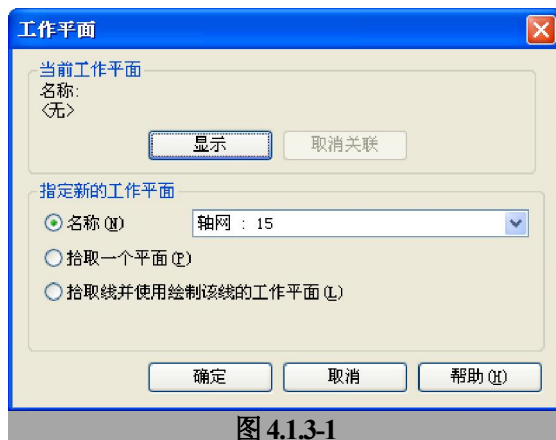 工作平面
当前工作平面
名称:
<无>
显示 取消关联
指定新的工作平面
名称(N) 轴网 : 15
拾取一个平面(P)
拾取线并使用绘制该线的工作平面(L)
确定 取消 帮助(H)
图 4.1.3-1